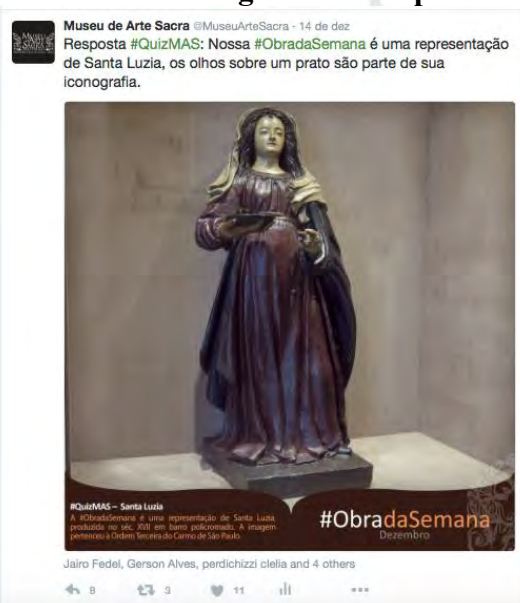 Museu de Arte Sacra @MuseuArteSacra · 14 de dez
Resposta #QuizMAS: Nossa #ObradaSemana é uma representação
de Santa Luzia, os olhos sobre um prato são parte de sua
iconografia.
#QuizMAS – Santa Luzia
A #ObradaSemana é uma representação de Santa Luzia,
produzida no séc. XVII em barro policromado. A imagem
pertenceu à Ordem Terceira do Carmo de São Paulo.
#ObradaSemana
Dezembro
Jairo Fedel, Gerson Alves, perdichizzi clelia and 4 others
8 3 11